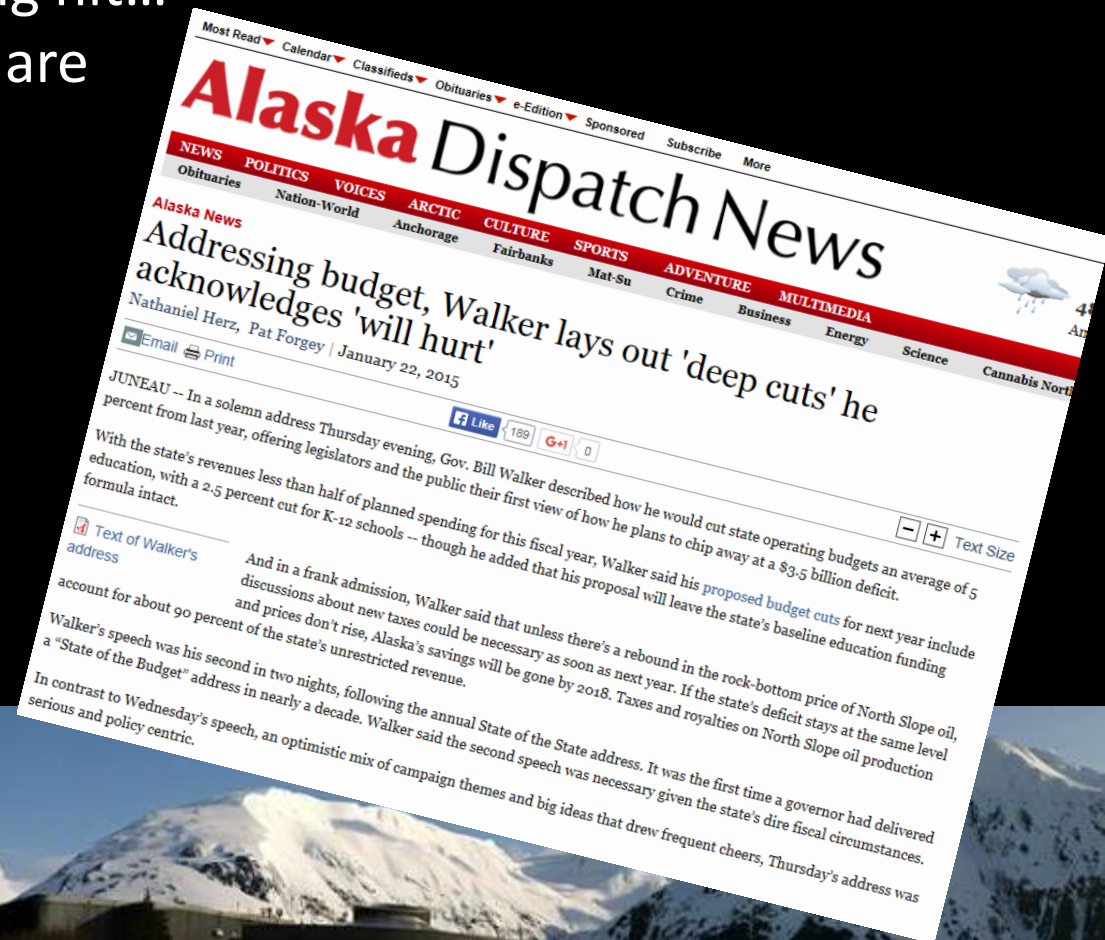 are
Most Read Calendar Classifieds Obituaries e-Edition Sponsored Subscribe More
Alaska Dispatch News
NEWS POLITICS VOICES ARCTIC CULTURE SPORTS ADVENTURE MULTIMEDIA
Obituaries Nation-World Anchorage Fairbanks Mat-Su Crime Business Energy Science Cannabis North
Alaska News
Addressing budget, Walker lays out 'deep cuts' he
acknowledges 'will hurt'
Nathaniel Herz, Pat Forgey | January 22, 2015
Email Print
Like 189 G+1 0
- + Text Size
JUNEAU -- In a solemn address Thursday evening, Gov. Bill Walker described how he would cut state operating budgets an average of 5
percent from last year, offering legislators and the public their first view of how he plans to chip away at a $3.5 billion deficit.
With the state's revenues less than half of planned spending for this fiscal year, Walker said his proposed budget cuts for next year include
education, with a 2.5 percent cut for K-12 schools -- though he added that his proposal will leave the state's baseline education funding
formula intact.
Text of Walker's
address
And in a frank admission, Walker said that unless there's a rebound in the rock-bottom price of North Slope oil,
discussions about new taxes could be necessary as soon as next year. If the state's deficit stays at the same level
and prices don't rise, Alaska's savings will be gone by 2018. Taxes and royalties on North Slope oil production
account for about 90 percent of the state's unrestricted revenue.
Walker's speech was his second in two nights, following the annual State of the State address. It was the first time a governor had delivered
a "State of the Budget" address in nearly a decade. Walker said the second speech was necessary given the state's dire fiscal circumstances.
In contrast to Wednesday's speech, an optimistic mix of campaign themes and big ideas that drew frequent cheers, Thursday's address was
serious and policy centric.